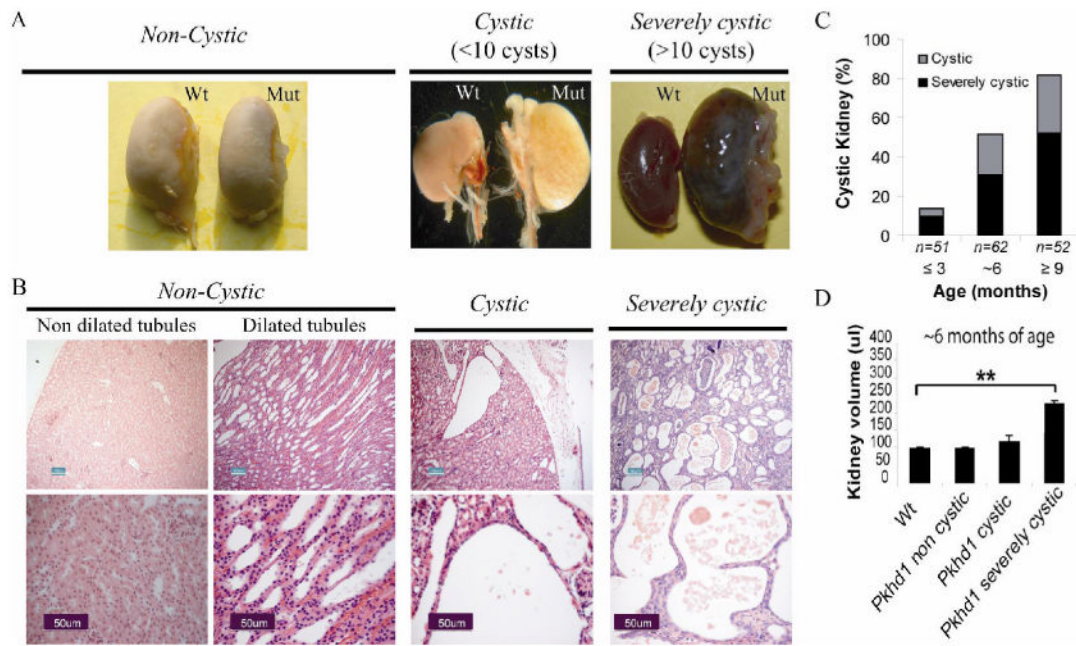 A
Non-Cystic
Cystic
(<10 cysts)
Severely cystic
(>10 cysts)
Wt
Mut
Wt
Mut
Wt
Mut
B
Non-Cystic
Non dilated tubules
Dilated tubules
Cystic
Severely cystic
50um
50um
50um
50um
C
100
80
60
40
20
0
Cystic Kidney (%)
Cystic
Severely cystic
n=51
n=62
n=52
≤ 3
~6
≥ 9
Age (months)
D
~6 months of age
**
400
350
300
250
200
150
100
50
0
Kidney volume (ul)
Wt
Pkhd1 non cystic
Pkhd1 cystic
Pkhd1 severely cystic